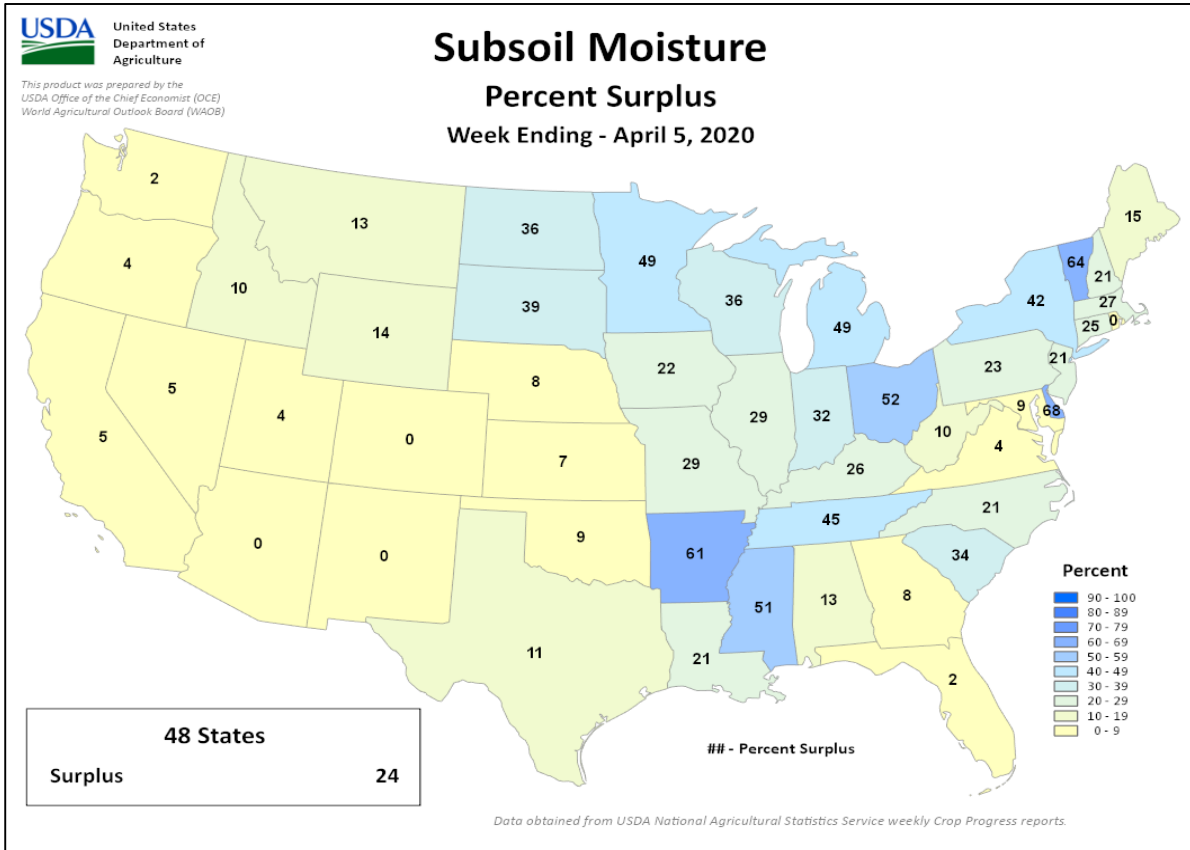 USDA
United States
Department of
Agriculture
This product was prepared by the
USDA Office of the Chief Economist (OCE)
World Agricultural Outlook Board (WAOB)
Subsoil Moisture
Percent Surplus
Week Ending - April 5, 2020
2
13
36
49
15
4
10
39
36
49
42
64
21
27
25
0
14
5
5
4
0
8
22
29
32
52
23
21
9
68
10
4
7
29
26
0
0
9
61
45
21
34
51
13
8
11
21
2
Percent
90 - 100
80 - 89
70 - 79
60 - 69
50 - 59
40 - 49
30 - 39
20 - 29
10 - 19
0 - 9
48 States
Surplus 24
## - Percent Surplus
Data obtained from USDA National Agricultural Statistics Service weekly Crop Progress reports.